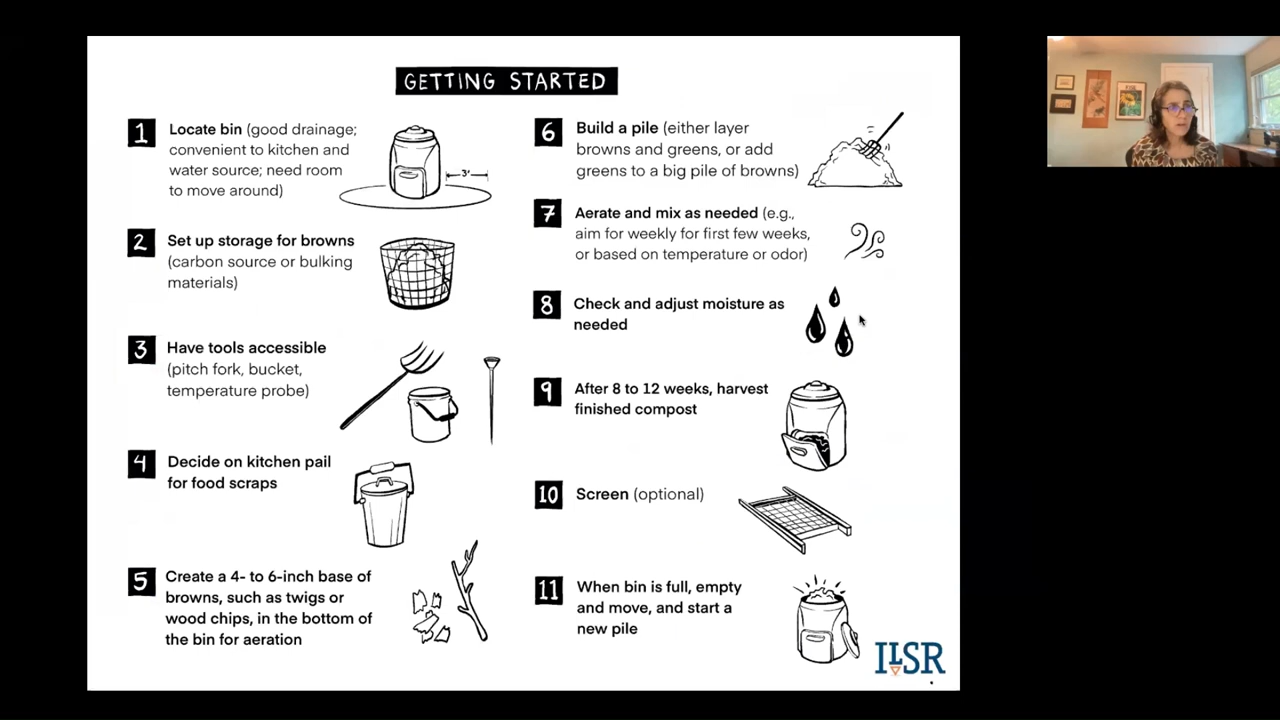 GETTING STARTED
1
Locate bin (good drainage;
convenient to kitchen and
water source; need room
to move around)
3'
2
Set up storage for browns
(carbon source or bulking
materials)
3
Have tools accessible
(pitch fork, bucket,
temperature probe)
4
Decide on kitchen pail
for food scraps
5
Create a 4- to 6-inch base of
browns, such as twigs or
wood chips, in the bottom of
the bin for aeration
6
Build a pile (either layer
browns and greens, or add
greens to a big pile of browns)
7
Aerate and mix as needed (e.g.,
aim for weekly for first few weeks,
or based on temperature or odor)
8
Check and adjust moisture as
needed
9
After 8 to 12 weeks, harvest
finished compost
10
Screen (optional)
11
When bin is full, empty
and move, and start a
new pile
ILSR